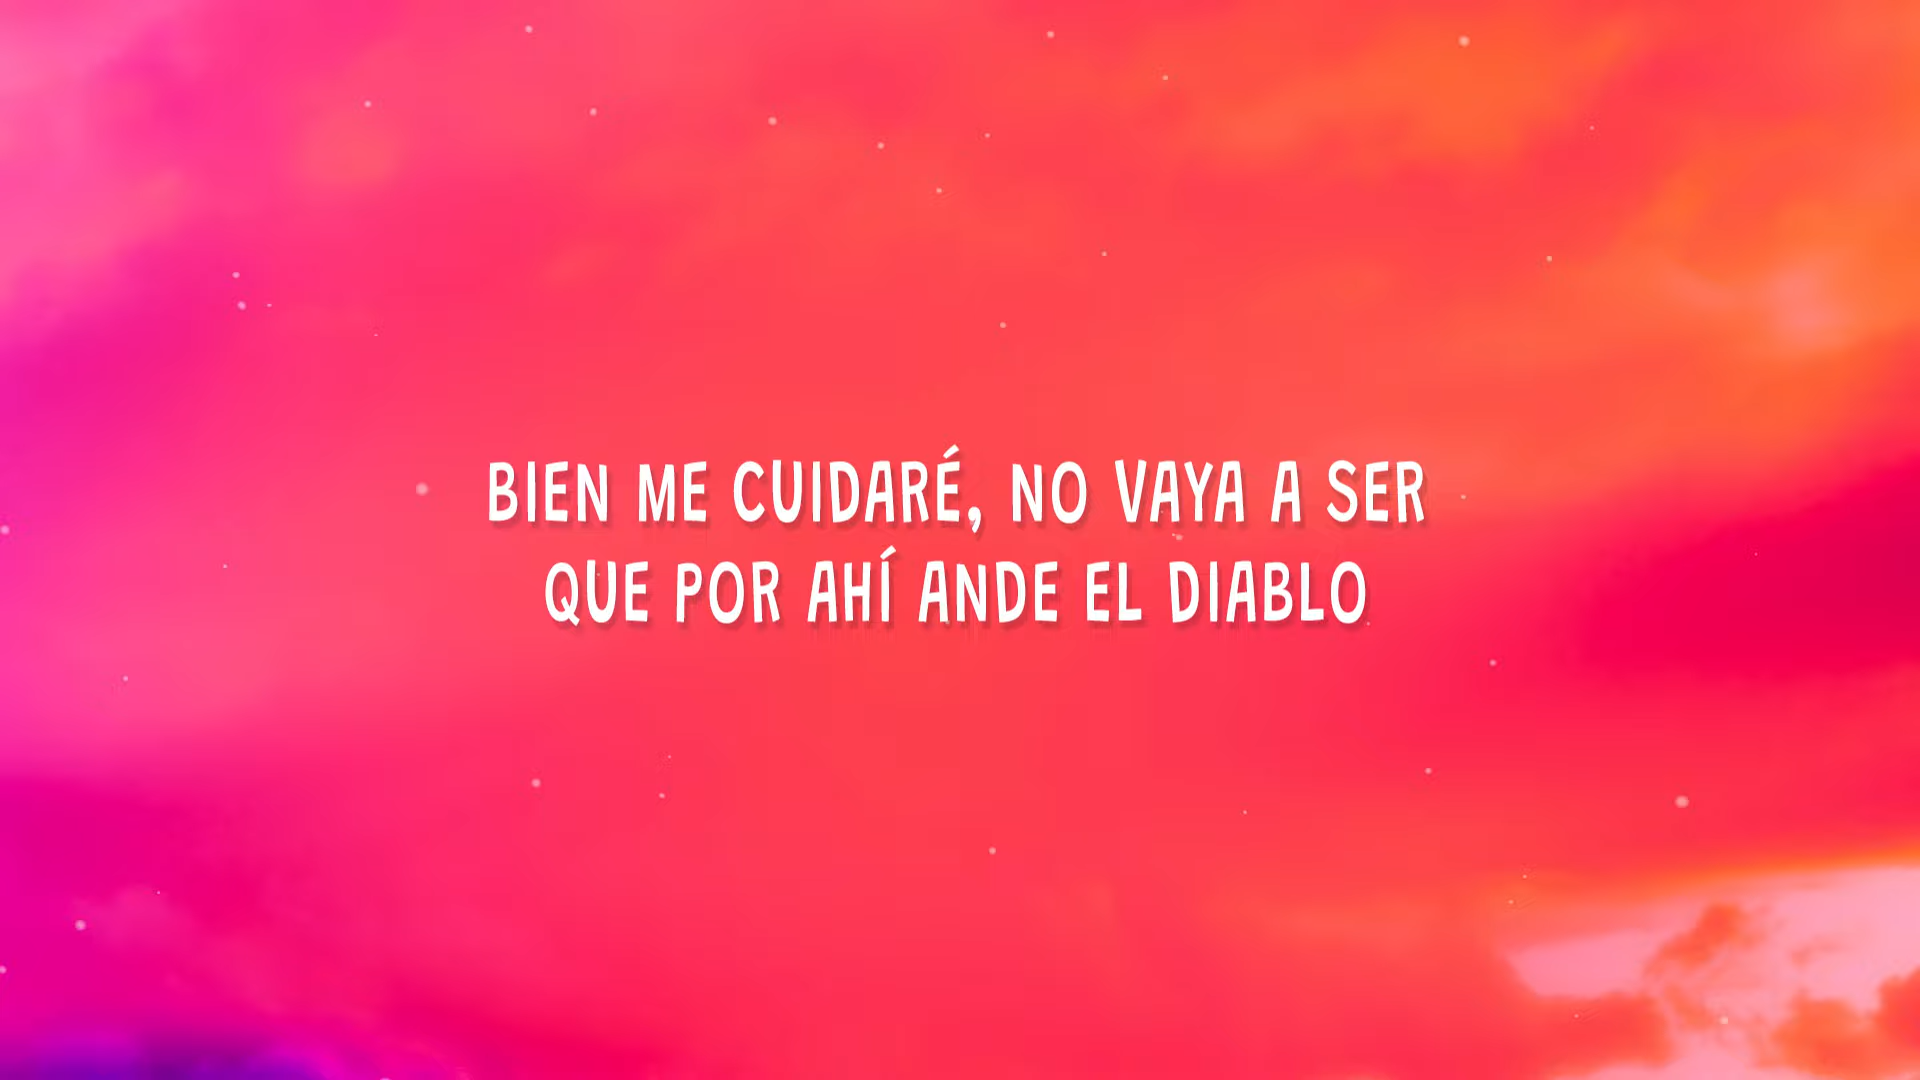 BIEN ME CUIDARÉ, NO VAYA A SER
QUE POR AHÍ ANDE EL DIABLO